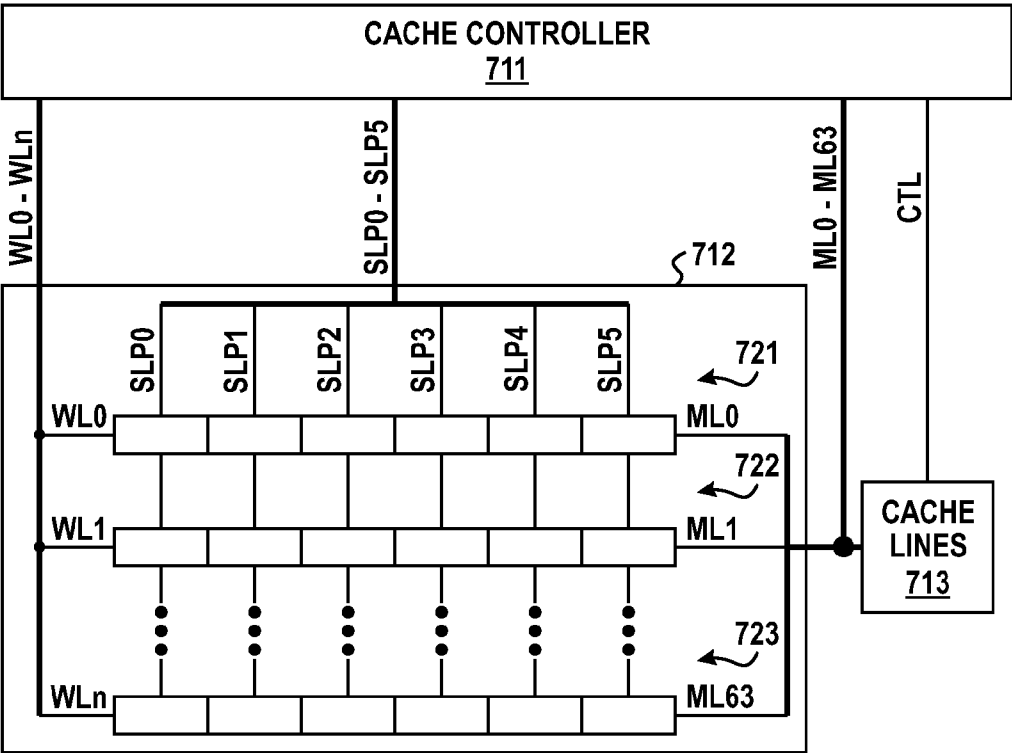 CACHE CONTROLLER
711
WL0 - WLn
SLP0 - SLP5
ML0 - ML63
CTL
712
SLP0
SLP1
SLP2
SLP3
SLP4
SLP5
721
WL0
ML0
722
WL1
ML1
CACHE
LINES
713
723
WLn
ML63